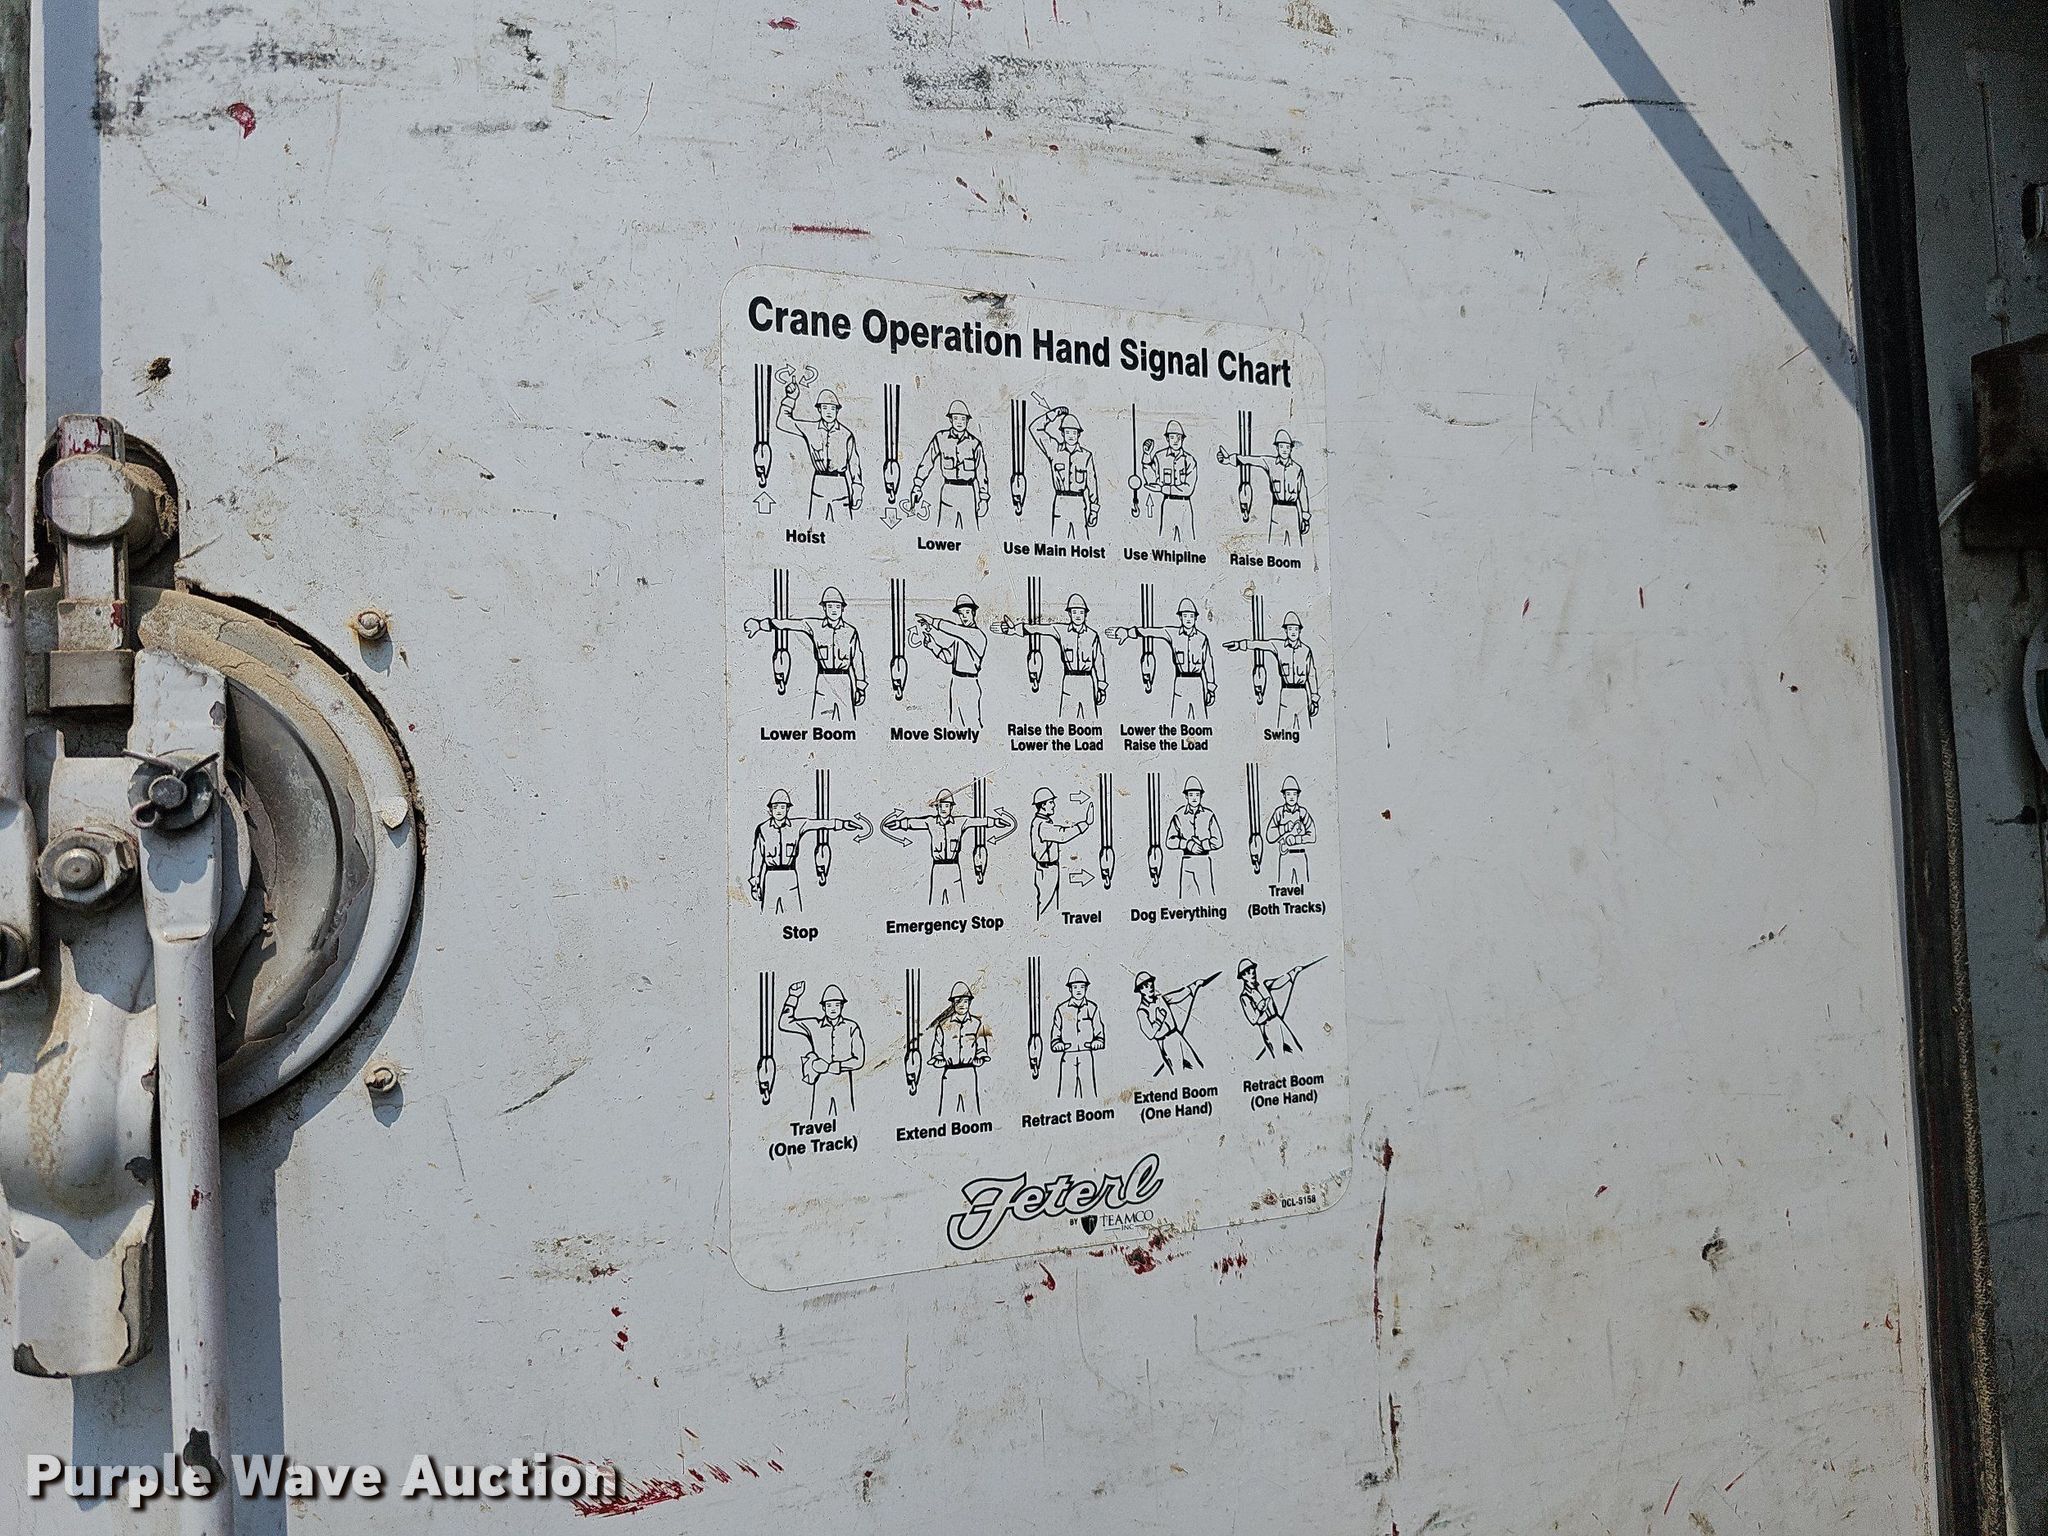 Crane Operation Hand Signal Chart
Hoist
Lower
Use Main Hoist
Use Whipline
Raise Boom
Lower Boom
Move Slowly
Raise the Boom
Lower the Load
Lower the Boom
Raise the Load
Swing
Stop
Emergency Stop
Travel
Dog Everything
Travel
(Both Tracks)
Travel
(One Track)
Extend Boom
Retract Boom
Extend Boom
(One Hand)
Retract Boom
(One Hand)
Feterl
BY TEAMCO
INC
DCL-5158
Purple Wave Auction